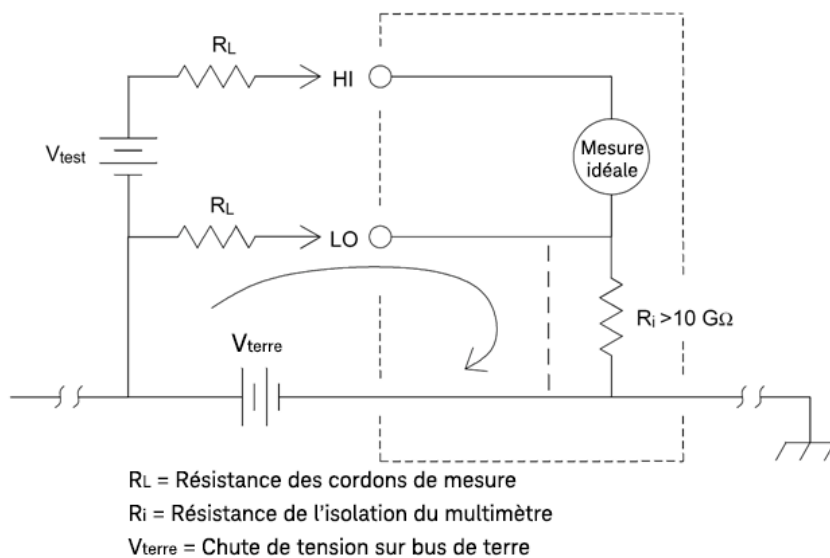 RL
HI
Vtest
Mesure
idéale
RL
LO
Ri >10 GΩ
Vterre
RL = Résistance des cordons de mesure
Ri = Résistance de l'isolation du multimètre
Vterre = Chute de tension sur bus de terre